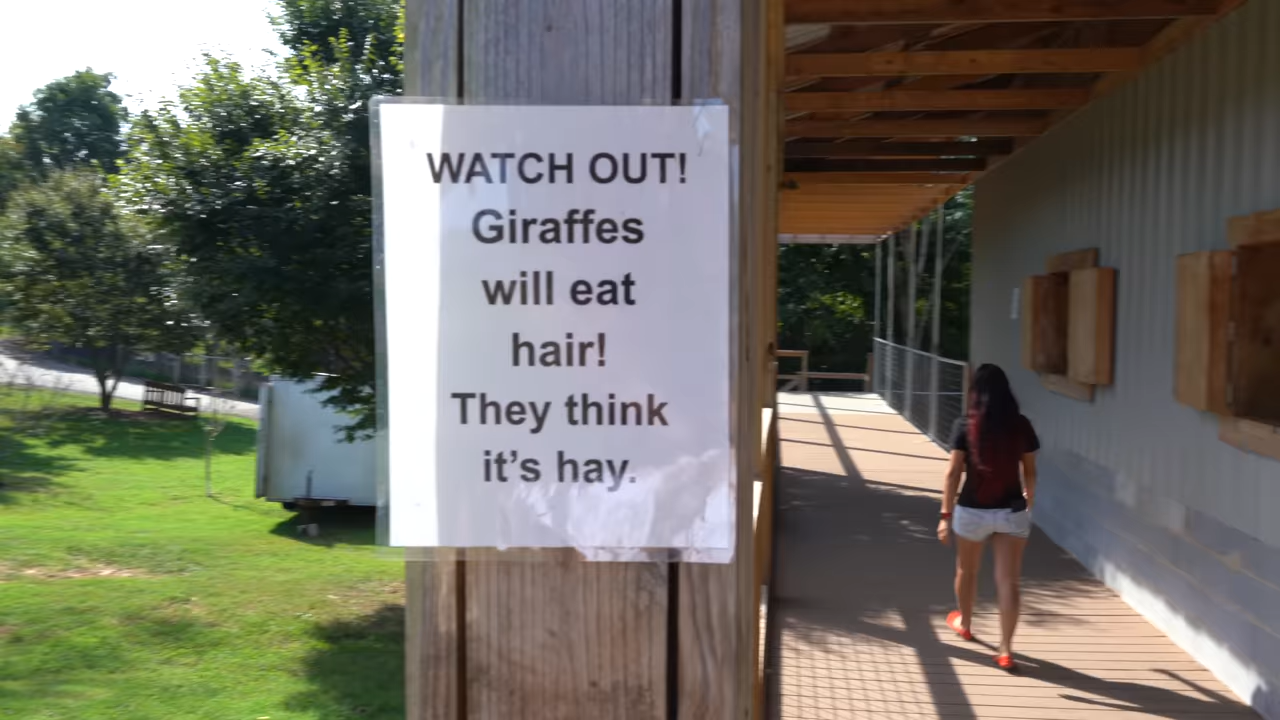 WATCH OUT!
Giraffes
will eat
hair!
They think
it’s hay.